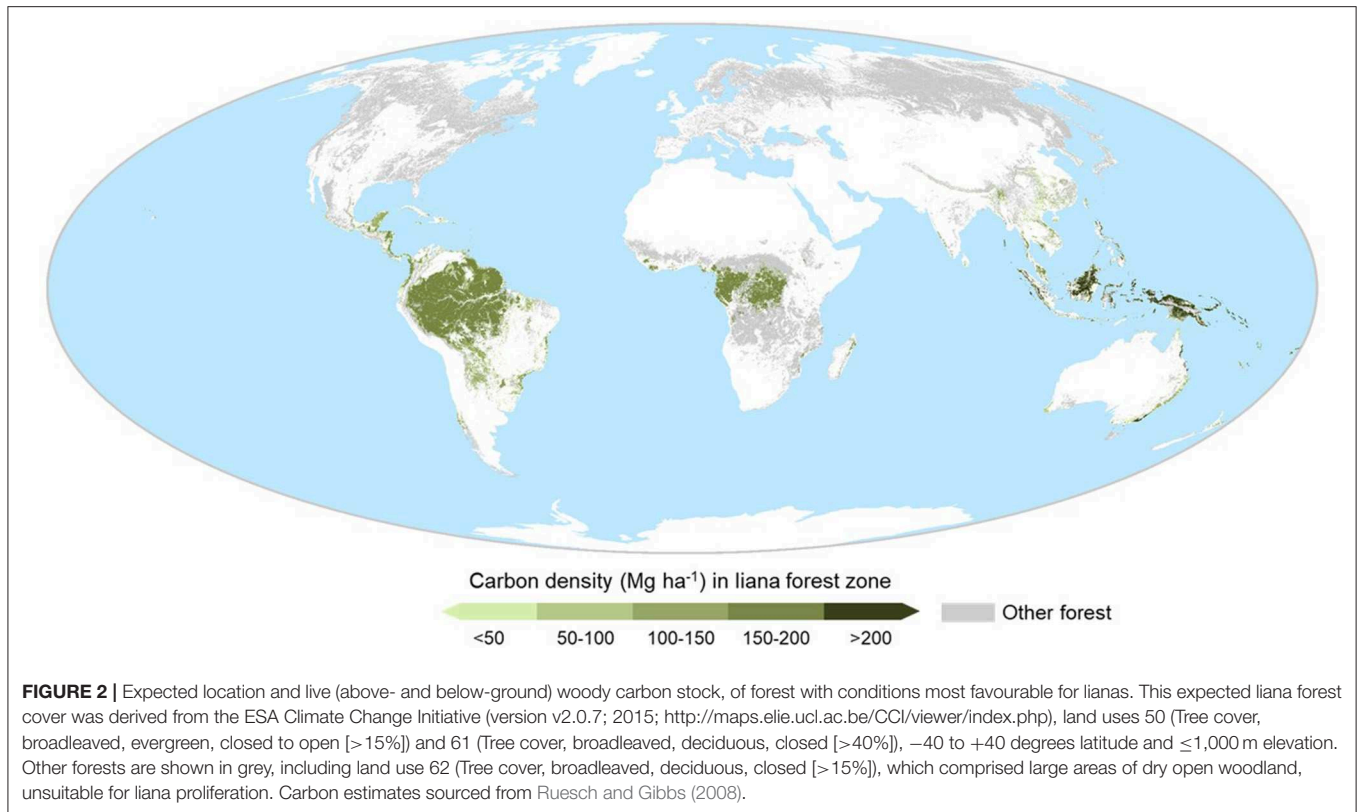 Carbon density (Mg ha⁻¹) in liana forest zone
<50 50-100 100-150 150-200 >200 Other forest
FIGURE 2 | Expected location and live (above- and below-ground) woody carbon stock, of forest with conditions most favourable for lianas. This expected liana forest
cover was derived from the ESA Climate Change Initiative (version v2.0.7; 2015; http://maps.elie.ucl.ac.be/CCI/viewer/index.php), land uses 50 (Tree cover,
broadleaved, evergreen, closed to open [>15%]) and 61 (Tree cover, broadleaved, deciduous, closed [>40%]), −40 to +40 degrees latitude and ≤1,000 m elevation.
Other forests are shown in grey, including land use 62 (Tree cover, broadleaved, deciduous, closed [>15%]), which comprised large areas of dry open woodland,
unsuitable for liana proliferation. Carbon estimates sourced from Ruesch and Gibbs (2008).